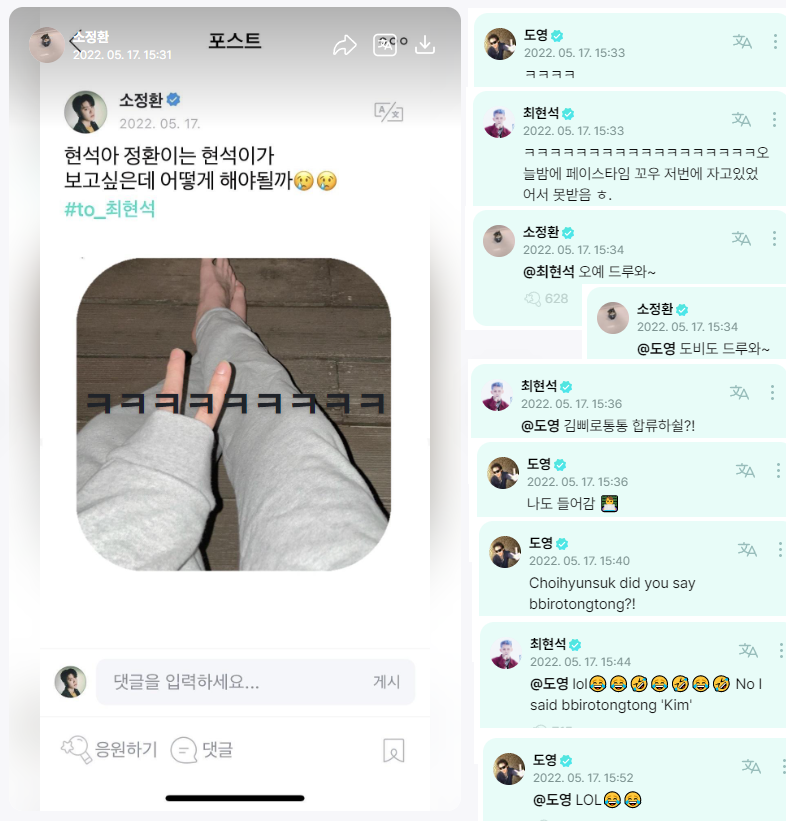 소정환
2022. 05. 17. 15:31
포스트
소정환
2022. 05. 17.
현석아 정환이는 현석이가
보고싶은데 어떻게 해야될까😢😢
#to_최현석
ㅋㅋㅋㅋㅋㅋㅋㅋㅋ
댓글을 입력하세요... 게시
응원하기 댓글
도영
2022. 05. 17. 15:33
ㅋㅋㅋㅋ
최현석
2022. 05. 17. 15:33
ㅋㅋㅋㅋㅋㅋㅋㅋㅋㅋㅋㅋㅋㅋㅋㅋㅋㅋ오
늘밤에 페이스타임 꼬우 저번에 자고있었
어서 못받음 ㅎ.
소정환
2022. 05. 17. 15:34
@최현석 오예 드루와~
628
소정환
2022. 05. 17. 15:34
@도영 도비도 드루와~
최현석
2022. 05. 17. 15:36
@도영 김삐로통통 합류하쉴?!
도영
2022. 05. 17. 15:36
나도 들어감 👨‍💻
도영
2022. 05. 17. 15:40
Choihyunsuk did you say
bbirotongtong?!
최현석
2022. 05. 17. 15:44
@도영 lol😂😂🤣😂🤣😂🤣 No I
said bbirotongtong 'Kim'
도영
2022. 05. 17. 15:52
@도영 LOL😂😂